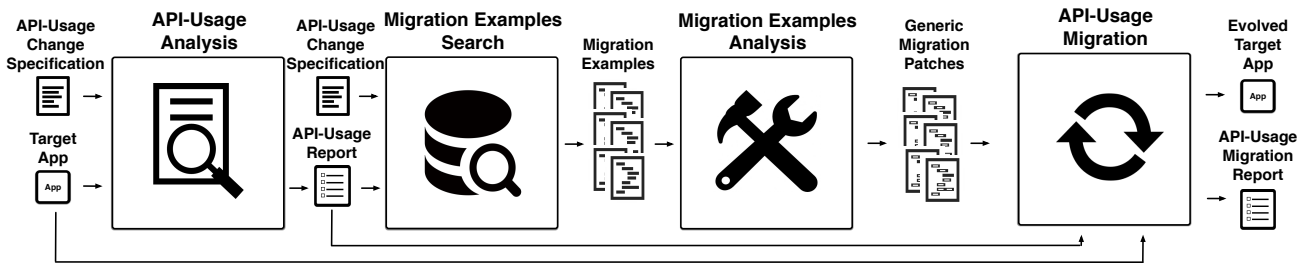 API-Usage
Change
Specification
Target
App
App
API-Usage
Analysis
API-Usage
Change
Specification
API-Usage
Report
Migration Examples
Search
Migration
Examples
Migration Examples
Analysis
Generic
Migration
Patches
API-Usage
Migration
Evolved
Target
App
App
API-Usage
Migration
Report